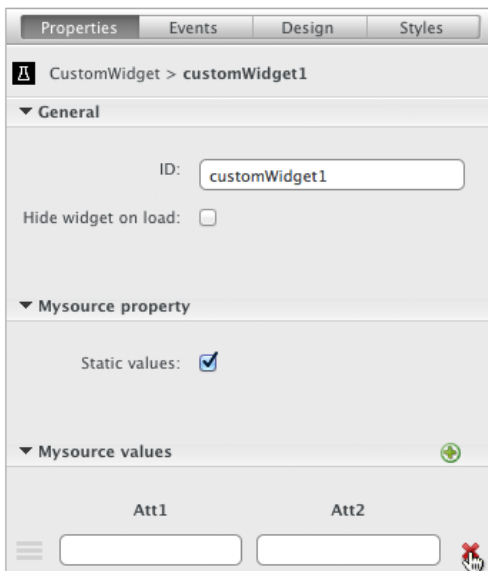 Properties Events Design Styles
CustomWidget > customWidget1
General
ID: customWidget1
Hide widget on load:
Mysource property
Static values:
Mysource values
Att1 Att2